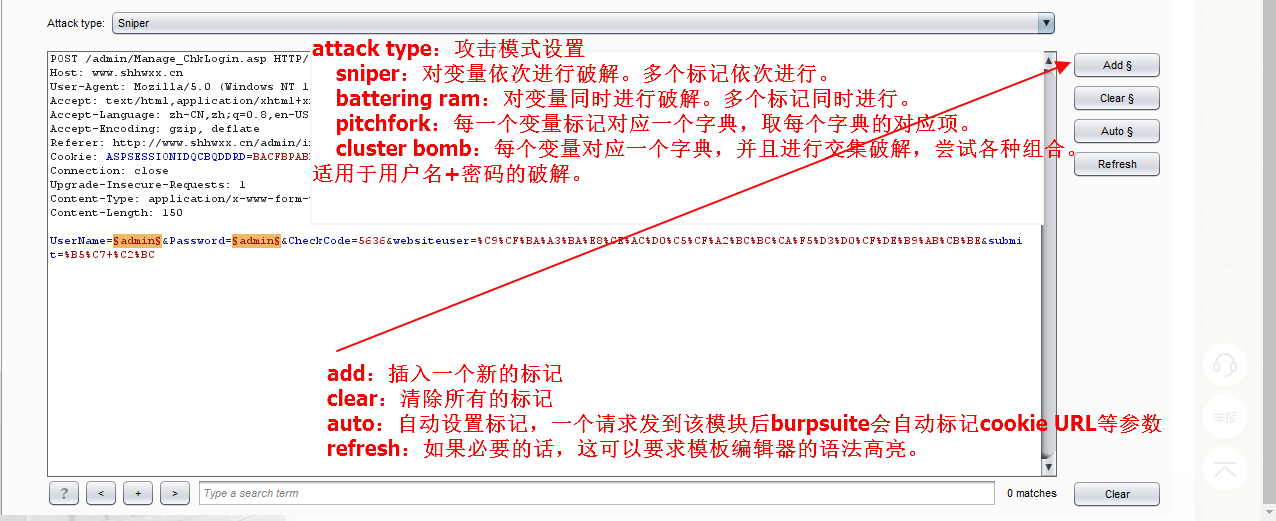 Attack type: Sniper
attack type：攻击模式设置
sniper：对变量依次进行破解。多个标记依次进行。
battering ram：对变量同时进行破解。多个标记同时进行。
pitchfork：每一个变量标记对应一个字典，取每个字典的对应项。
cluster bomb：每个变量对应一个字典，并且进行交集破解，尝试各种组合。
适用于用户名+密码的破解。
POST /admin/Manage_ChkLogin.asp HTTP/
Host: www.shhwxx.cn
User-Agent: Mozilla/5.0 (Windows NT 1
Accept: text/html,application/xhtml+x
Accept-Language: zh-CN,zh;q=0.8,en-US
Accept-Encoding: gzip, deflate
Referer: http://www.shhwxx.cn/admin/i
Cookie: ASPSESSIONIDQCBQDDRD=BACFBPAB
Connection: close
Upgrade-Insecure-Requests: 1
Content-Type: application/x-www-form-
Content-Length: 150
UserName=§admin§&Password=§admin§&CheckCode=5636&websiteuser=%C9%CF%BA%A3%BA%E8%CE%AC%D0%C5%CF%A2%BC%BC%CA%F5%D3%D0%CF%DE%B9%AB%CB%BE&submi
t=%B5%C7+%C2%BC
Add §
Clear §
Auto §
Refresh
add：插入一个新的标记
clear：清除所有的标记
auto：自动设置标记，一个请求发到该模块后burpsuite会自动标记cookie URL等参数
refresh：如果必要的话，这可以要求模板编辑器的语法高亮。
举报
? < + > Type a search term 0 matches Clear